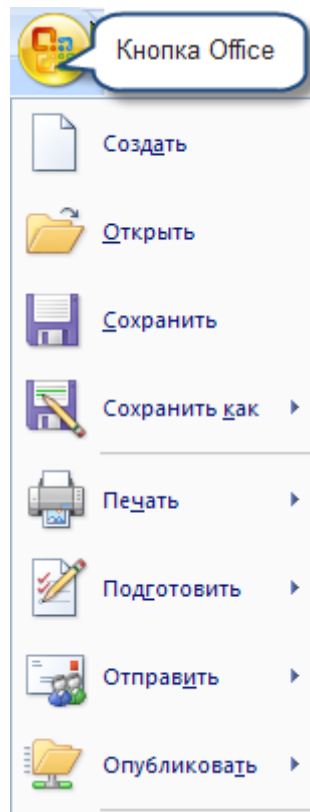 Кнопка Office
Создать
Открыть
Сохранить
Сохранить как
Печать
Подготовить
Отправить
Опубликовать